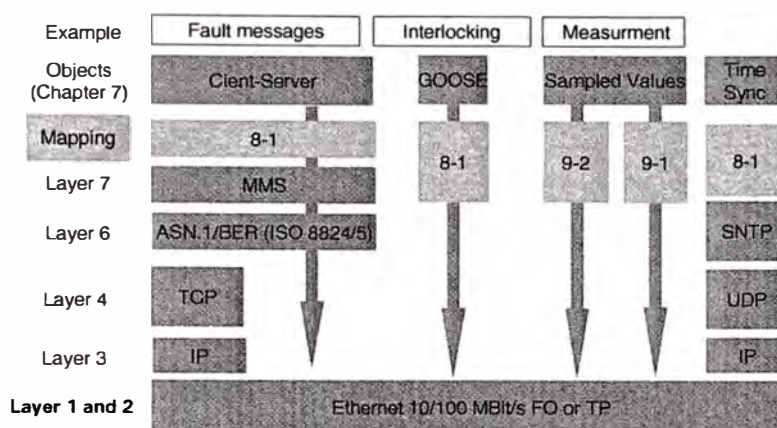 Example Fault messages Interlocking Measurment
Objects (Chapter 7) Cient-Server GOOSE Sampled Values Time Sync
Mapping 8-1 8-1 9-2 9-1 8-1
Layer 7 MMS
Layer 6 ASN.1/BER (ISO 8824/5) SNTP
Layer 4 TCP UDP
Layer 3 IP IP
Layer 1 and 2 Ethernet 10/100 MBit/s FO or TP